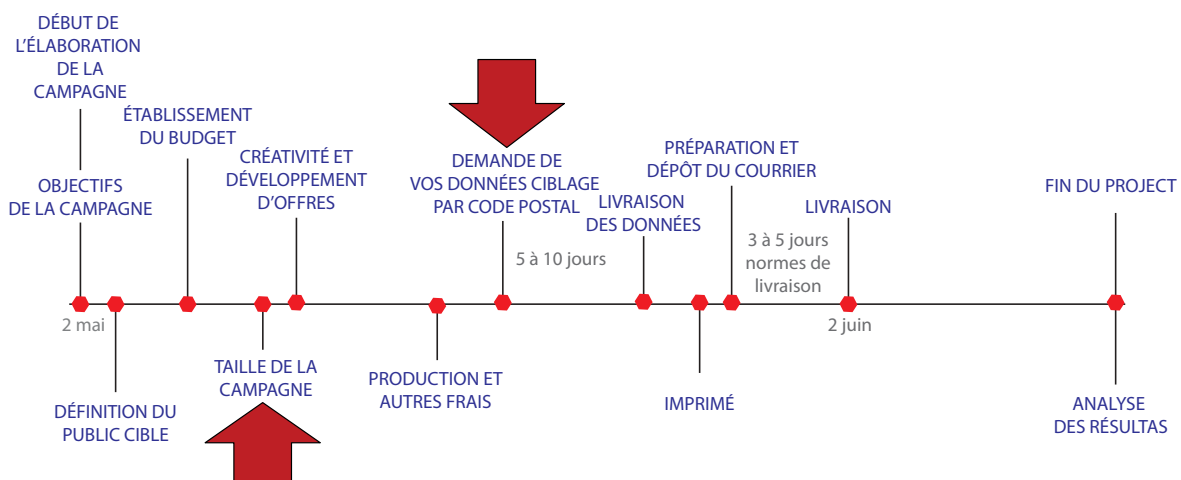 DÉBUT DE
L'ÉLABORATION
DE LA
CAMPAGNE
OBJECTIFS
DE LA CAMPAGNE
2 mai
DÉFINITION DU
PUBLIC CIBLE
ÉTABLISSEMENT
DU BUDGET
TAILLE DE LA
CAMPAGNE
CRÉATIVITÉ ET
DÉVELOPPEMENT
D'OFFRES
PRODUCTION ET
AUTRES FRAIS
DEMANDE DE
VOS DONNÉES CIBLAGE
PAR CODE POSTAL
5 à 10 jours
LIVRAISON
DES DONNÉES
IMPRIMÉ
PRÉPARATION ET
DÉPÔT DU COURRIER
3 à 5 jours
normes de
livraison
LIVRAISON
2 juin
FIN DU PROJECT
ANALYSE
DES RÉSULTAS